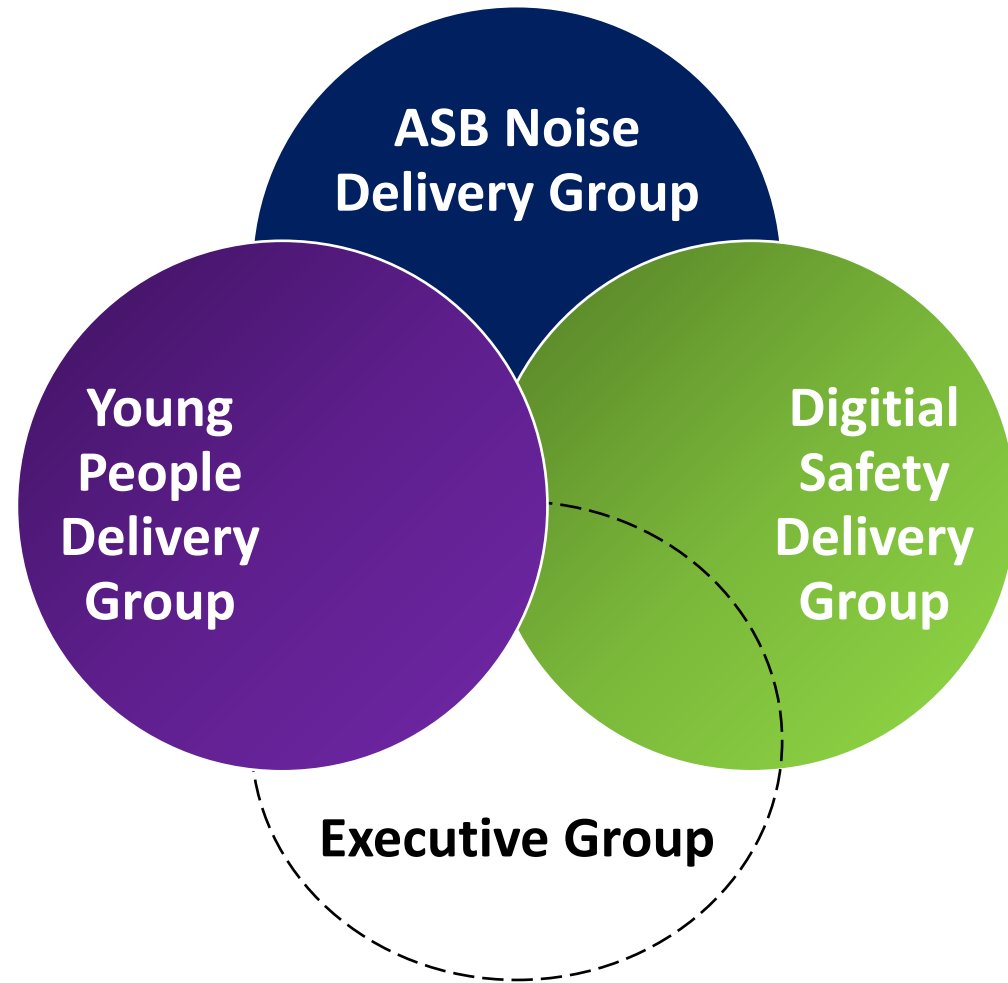 ASB Noise
Delivery Group
Young
People
Delivery
Group
Digitial
Safety
Delivery
Group
Executive Group